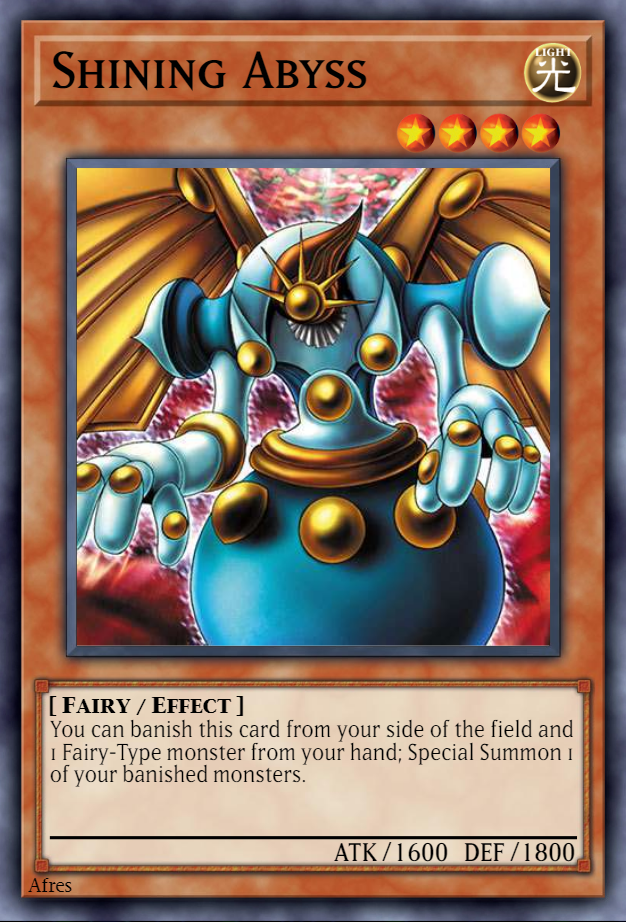 Shining Abyss
LIGHT
光
[ Fairy / Effect ]
You can banish this card from your side of the field and
1 Fairy-Type monster from your hand; Special Summon 1
of your banished monsters.
ATK / 1600 DEF / 1800
Afres